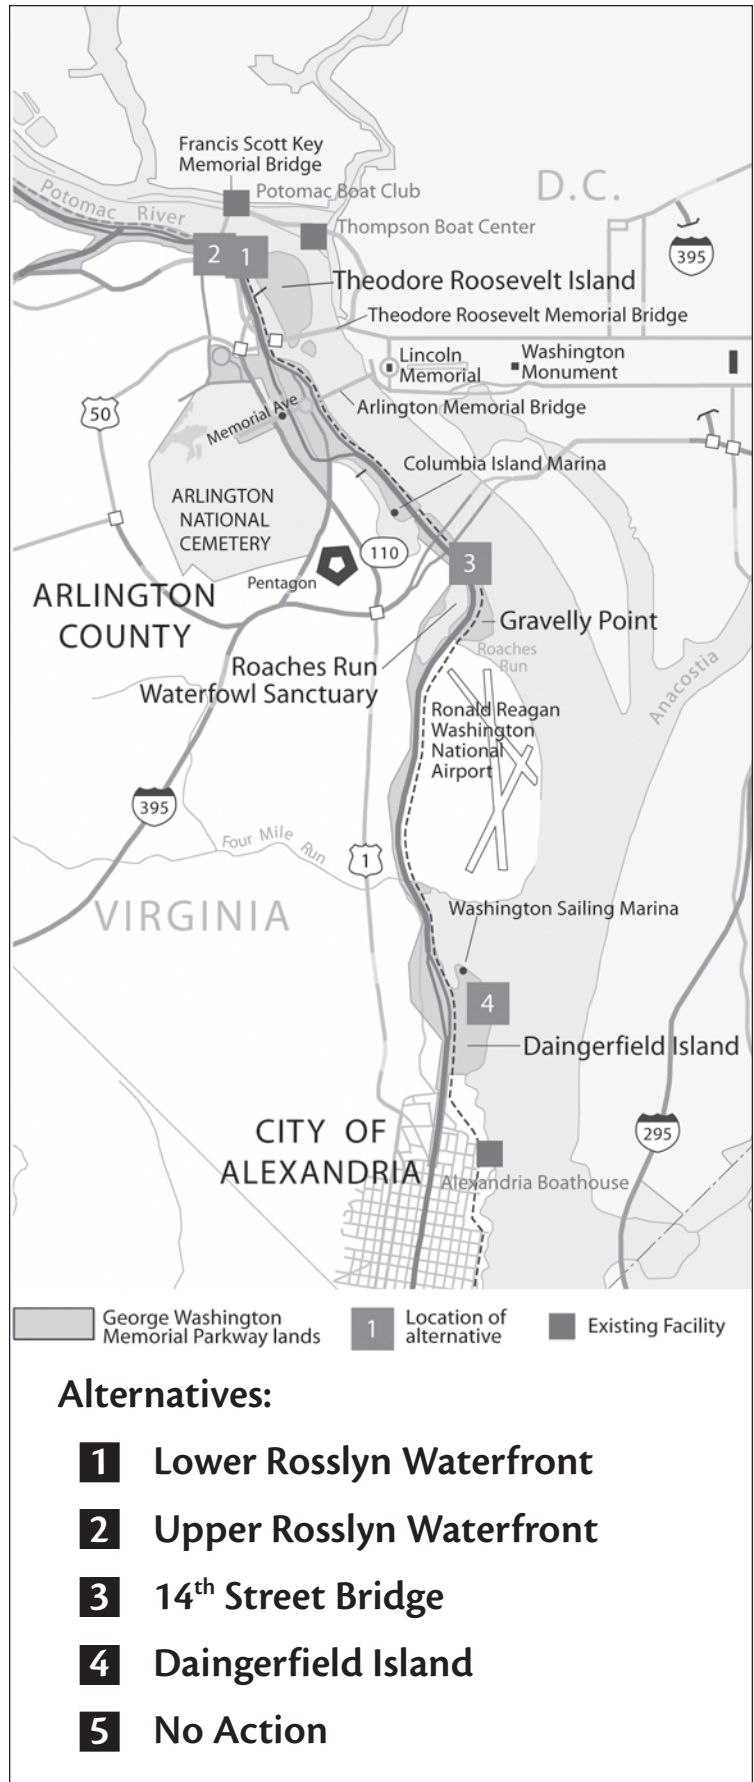 Francis Scott Key
Memorial Bridge
Potomac Boat Club
D.C.
Potomac River
Thompson Boat Center
2
1
395
Theodore Roosevelt Island
Theodore Roosevelt Memorial Bridge
Lincoln
Memorial
Washington
Monument
50
Memorial Ave
Arlington Memorial Bridge
Columbia Island Marina
ARLINGTON
NATIONAL
CEMETERY
110
3
Pentagon
ARLINGTON
COUNTY
Gravelly Point
Roaches
Run
Roaches Run
Waterfowl Sanctuary
Anacostia
Ronald Reagan
Washington
National
Airport
395
Four Mile Run
1
VIRGINIA
Washington Sailing Marina
4
Daingerfield Island
CITY OF
ALEXANDRIA
295
Alexandria Boathouse
George Washington
Memorial Parkway lands
1
Location of
alternative
Existing Facility
Alternatives:
1 Lower Rosslyn Waterfront
2 Upper Rosslyn Waterfront
3 14th Street Bridge
4 Daingerfield Island
5 No Action